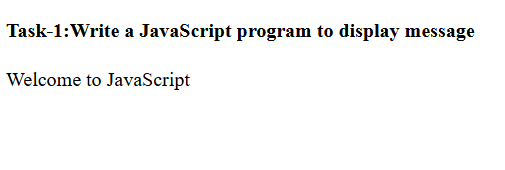 Task-1:Write a JavaScript program to display message
Welcome to JavaScript